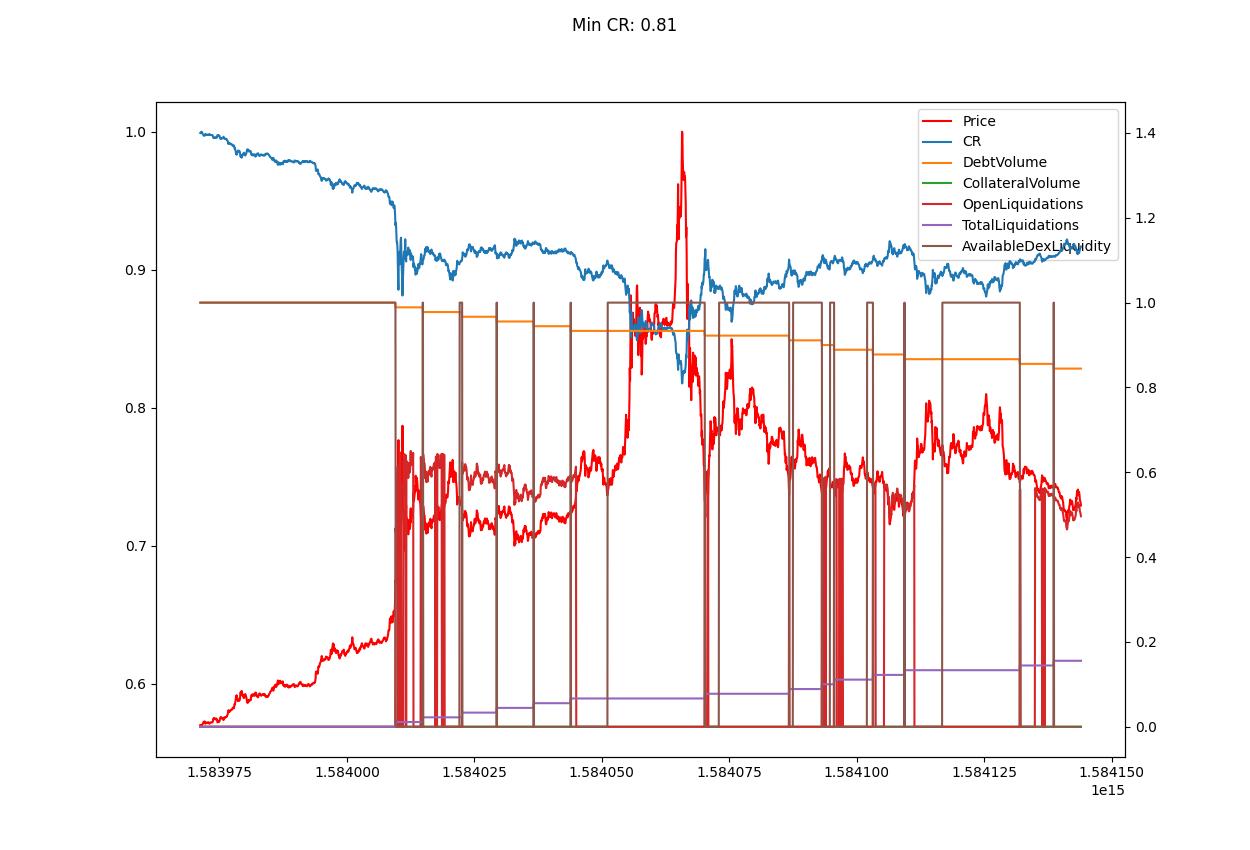 Min CR: 0.81
Price
CR
DebtVolume
CollateralVolume
OpenLiquidations
TotalLiquidations
AvailableDexLiquidity
1.0
0.9
0.8
0.7
0.6
1.4
1.2
1.0
0.8
0.6
0.4
0.2
0.0
1.583975 1.584000 1.584025 1.584050 1.584075 1.584100 1.584125 1.584150
1e15